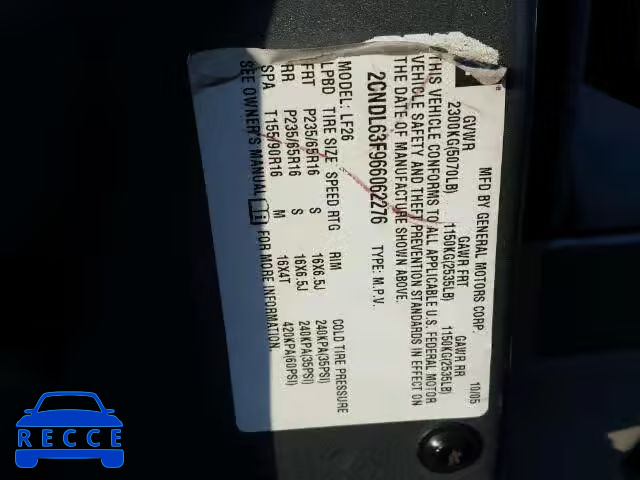 MFD BY GENERAL MOTORS CORP. 10/05
GVWR GAWR FRT GAWR RR
2300KG(5070LB) 1150KG(2535LB) 1150KG(2535LB)
THIS VEHICLE CONFORMS TO ALL APPLICABLE U.S. FEDERAL MOTOR
VEHICLE SAFETY AND THEFT PREVENTION STANDARDS IN EFFECT ON
THE DATE OF MANUFACTURE SHOWN ABOVE.
2CNDL63F966062276 TYPE: M.P.V.
MODEL: LF26
LPBD TIRE SIZE SPEED RTG RIM COLD TIRE PRESSURE
FRT P235/65R16 S 16X6.5J 240KPA(35PSI)
RR P235/65R16 S 16X6.5J 240KPA(35PSI)
SPA T155/90R16 M 16X4T 420KPA(60PSI)
SEE OWNER'S MANUAL FOR MORE INFORMATION.
RECCE